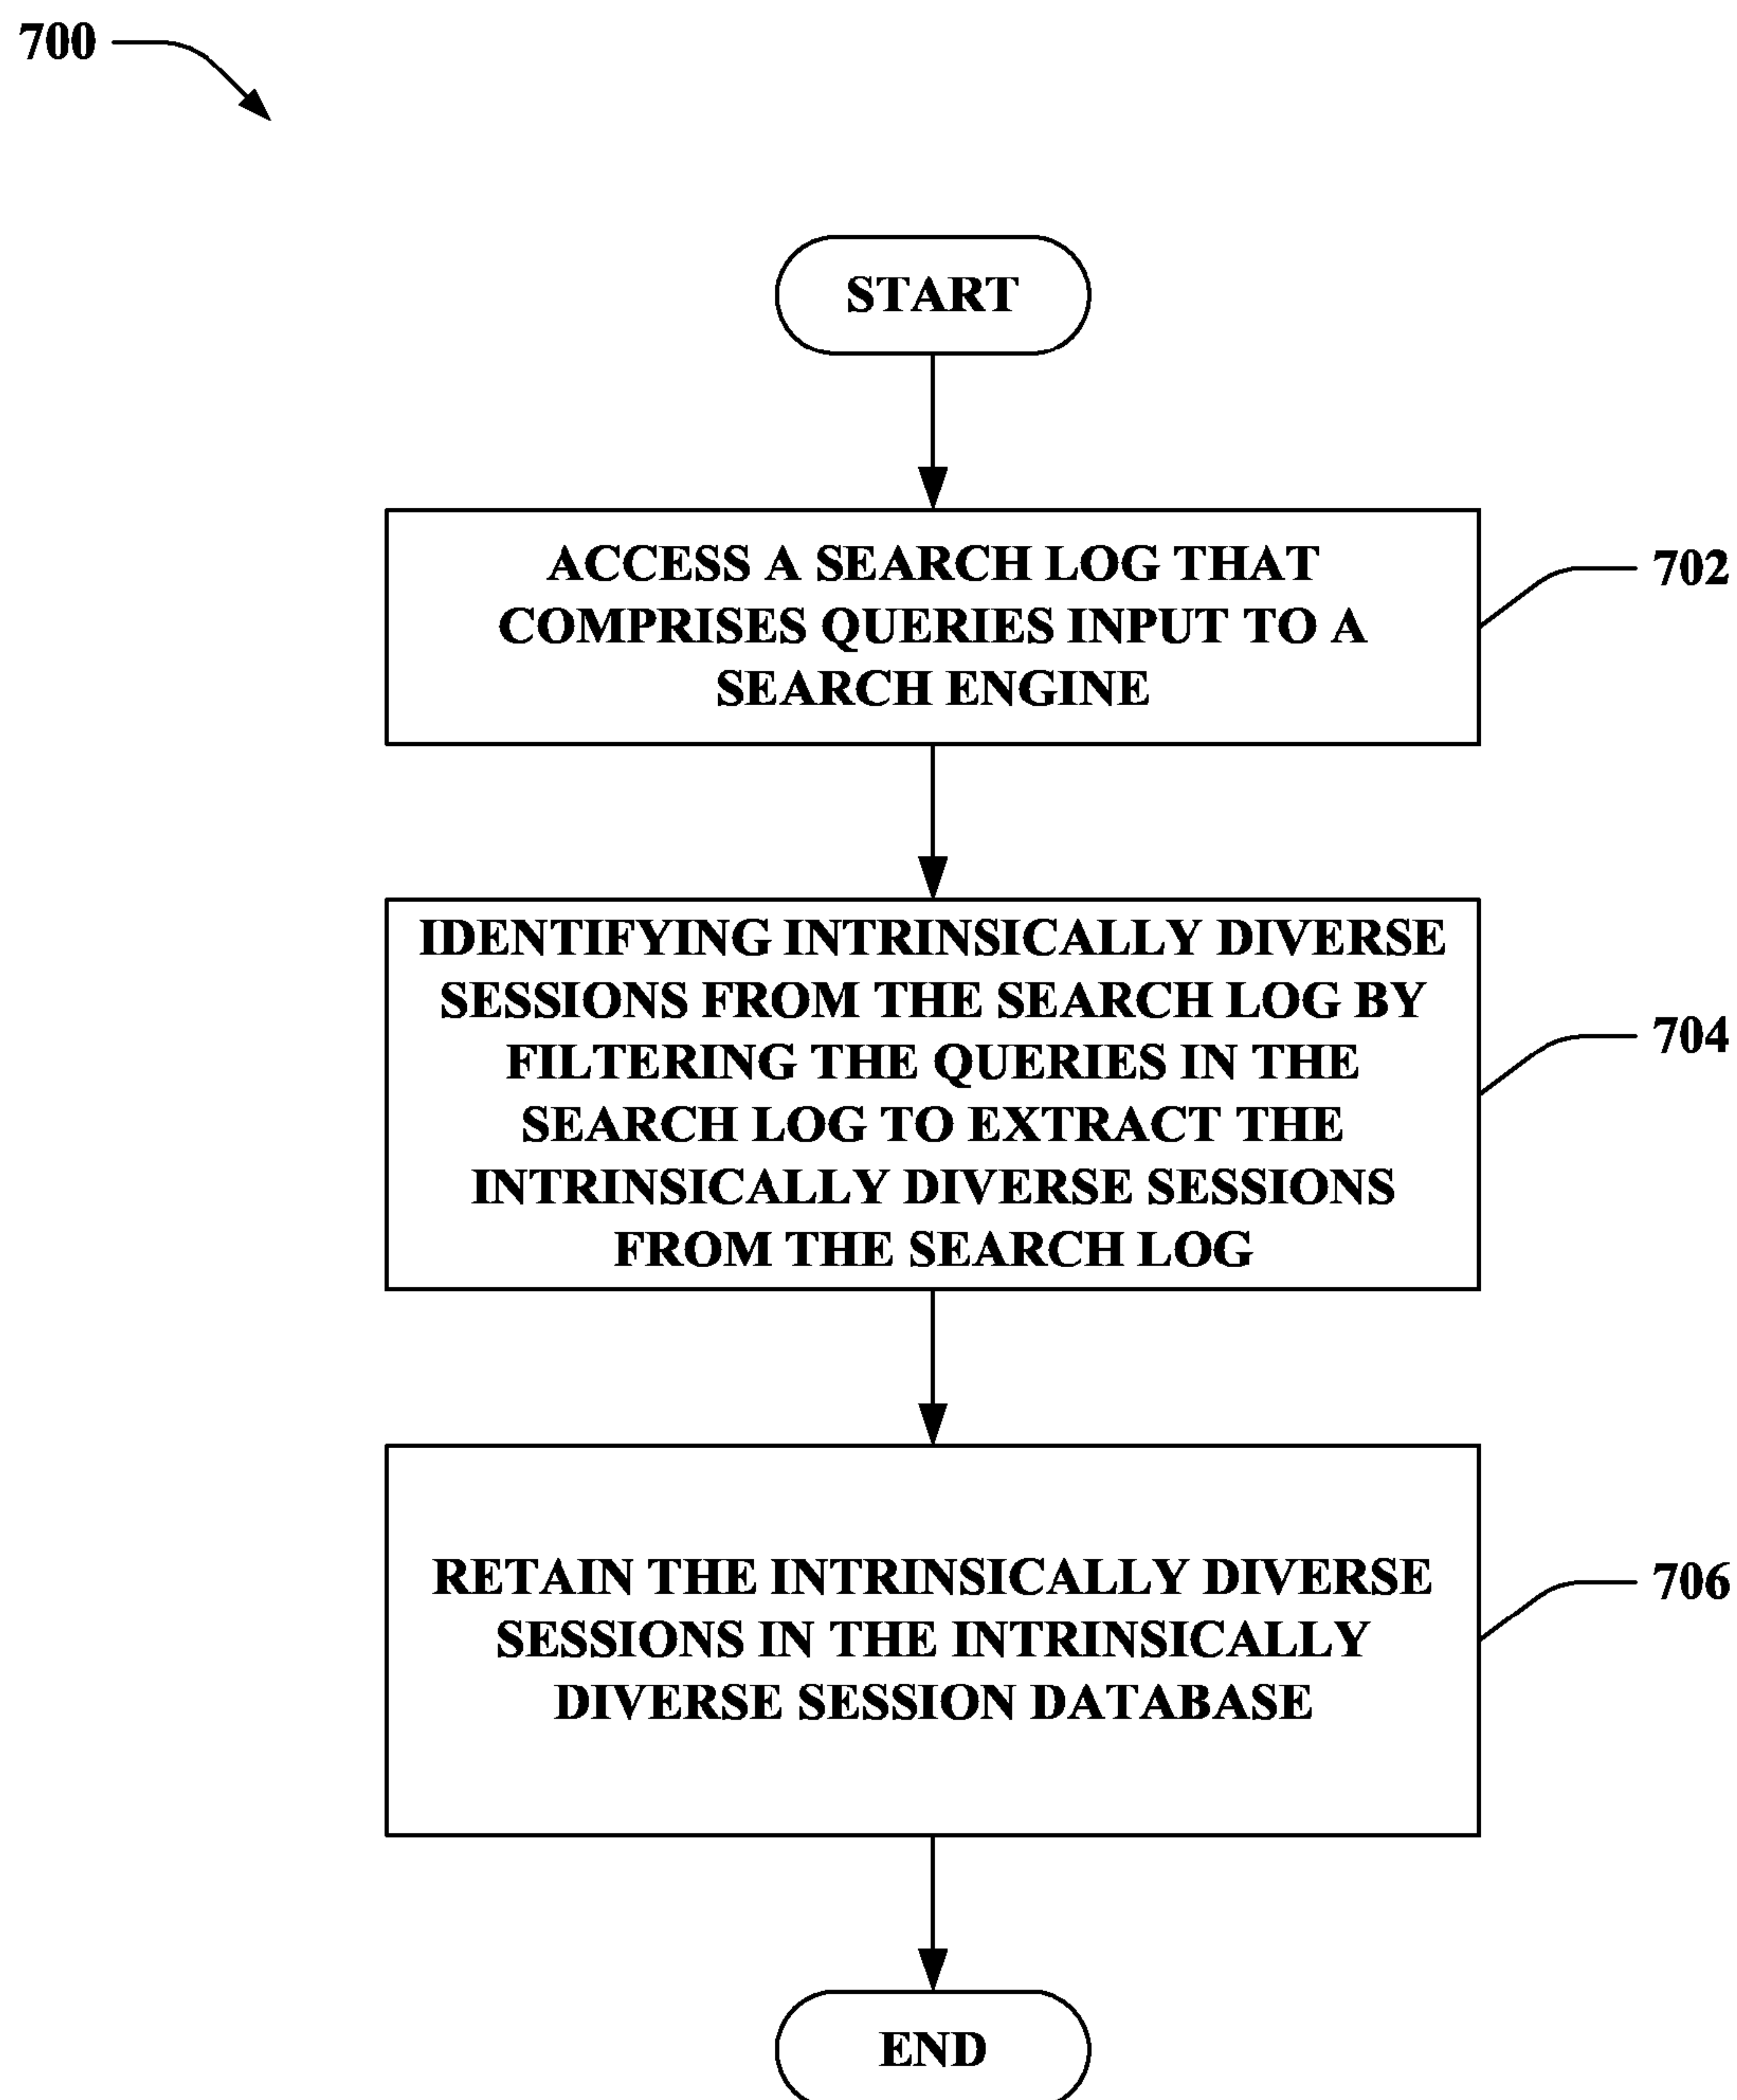 700
START
ACCESS A SEARCH LOG THAT
COMPRISES QUERIES INPUT TO A
SEARCH ENGINE
702
IDENTIFYING INTRINSICALLY DIVERSE
SESSIONS FROM THE SEARCH LOG BY
FILTERING THE QUERIES IN THE
SEARCH LOG TO EXTRACT THE
INTRINSICALLY DIVERSE SESSIONS
FROM THE SEARCH LOG
704
RETAIN THE INTRINSICALLY DIVERSE
SESSIONS IN THE INTRINSICALLY
DIVERSE SESSION DATABASE
706
END